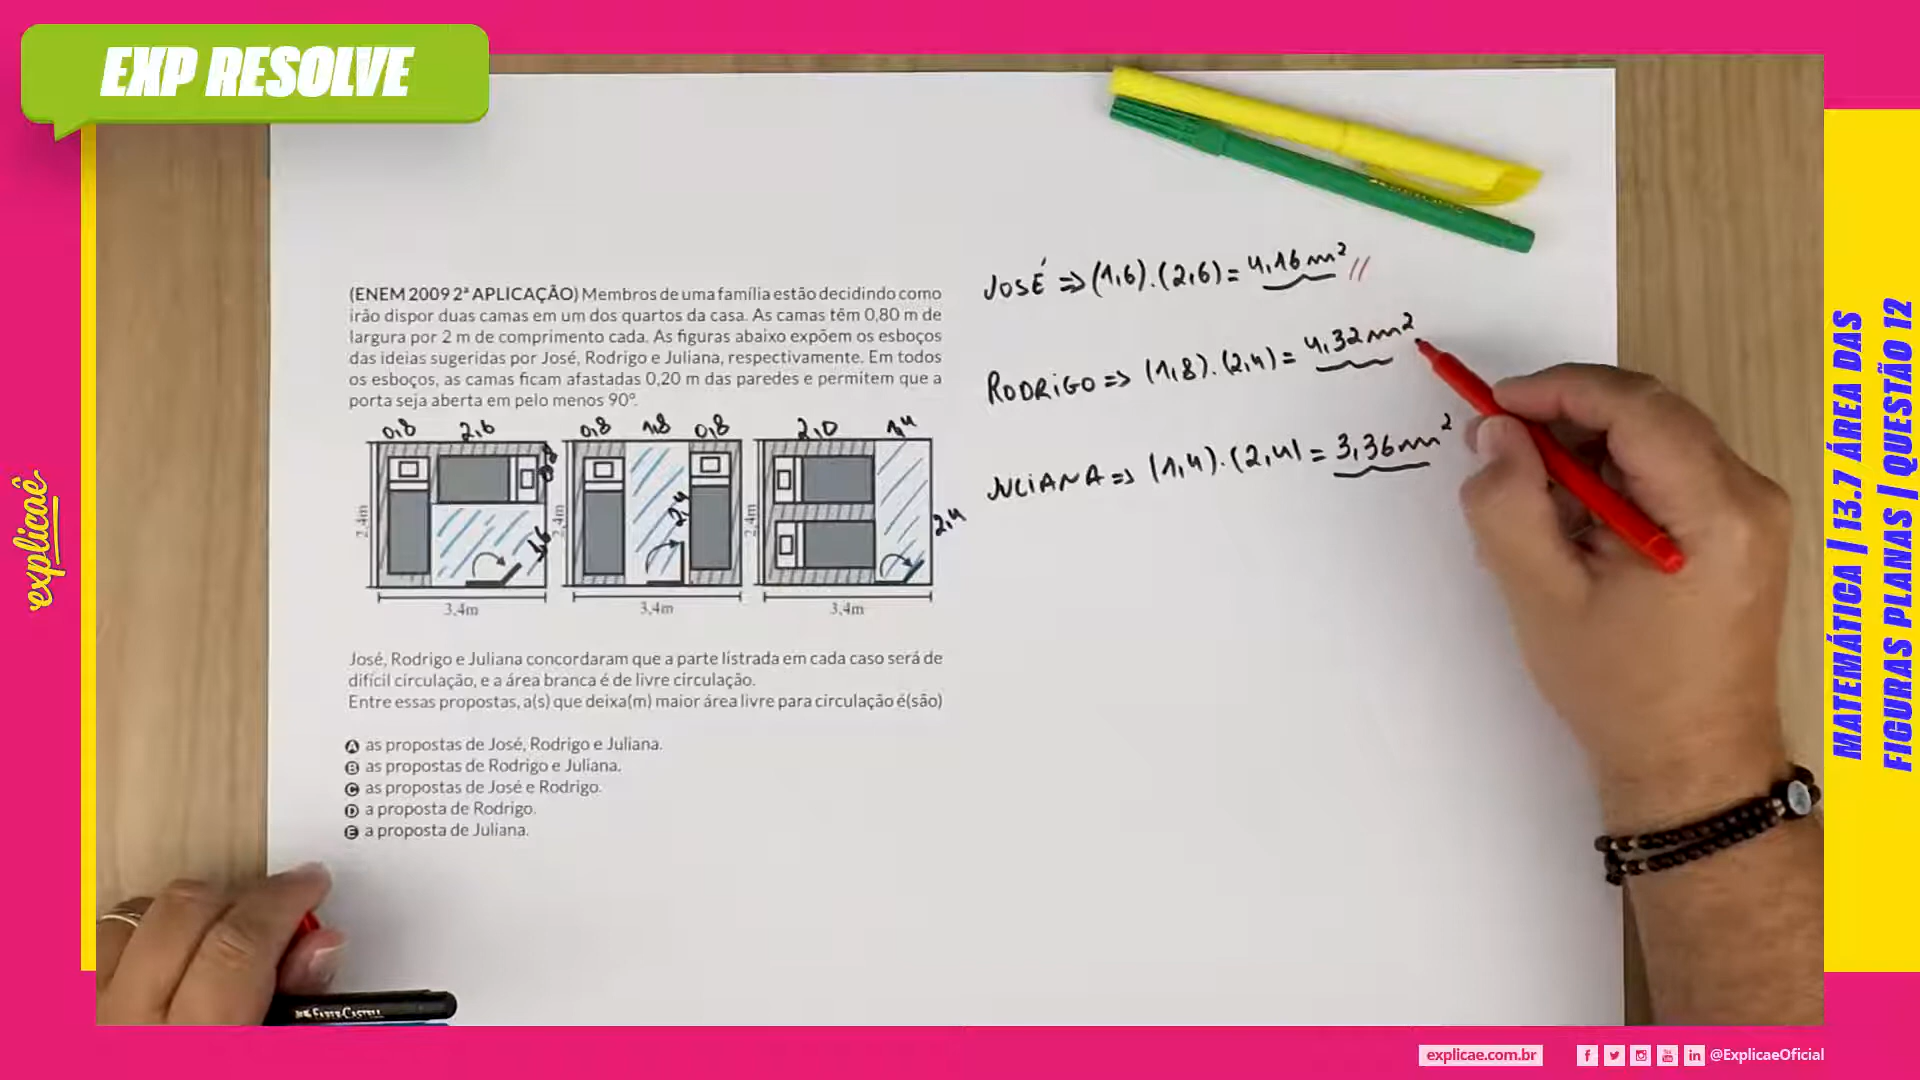 EXP RESOLVE
explicaê
(ENEM 2009 2ª APLICAÇÃO) Membros de uma família estão decidindo como
irão dispor duas camas em um dos quartos da casa. As camas têm 0,80 m de
largura por 2 m de comprimento cada. As figuras abaixo expõem os esboços
das ideias sugeridas por José, Rodrigo e Juliana, respectivamente. Em todos
os esboços, as camas ficam afastadas 0,20 m das paredes e permitem que a
porta seja aberta em pelo menos 90°.
0,8 2,6 0,8 1,8 0,8 2,0 1,4
0,8
2,4m 1,6 2,4m 2,4 2,4m 2,4
3,4m 3,4m 3,4m
José, Rodrigo e Juliana concordaram que a parte listrada em cada caso será de
difícil circulação, e a área branca é de livre circulação.
Entre essas propostas, a(s) que deixa(m) maior área livre para circulação é(são)
A as propostas de José, Rodrigo e Juliana.
B as propostas de Rodrigo e Juliana.
C as propostas de José e Rodrigo.
D a proposta de Rodrigo.
E a proposta de Juliana.
JOSÉ => (1,6).(2,6) = 4,16m² //
RODRIGO => (1,8).(2,4) = 4,32m²
JULIANA => (1,4).(2,4) = 3,36m²
FABER-CASTELL
MATEMÁTICA | 13.7 ÁREA DAS
FIGURAS PLANAS | QUESTÃO 12
explicae.com.br
@ExplicaeOficial